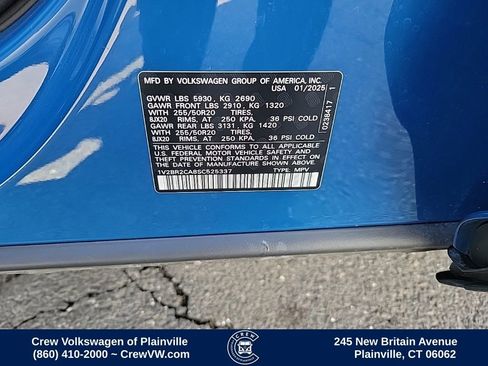 MFD BY VOLKSWAGEN GROUP OF AMERICA, INC.
USA 01/2025
GVWR LBS 5930, KG 2690
GAWR FRONT LBS 2910, KG 1320
WITH 255/50R20 TIRES,
8JX20 RIMS, AT 250 KPA, 36 PSI COLD
GAWR REAR LBS 3131, KG 1420
WITH 255/50R20 TIRES,
8JX20 RIMS, AT 250 KPA, 36 PSI COLD
THIS VEHICLE CONFORMS TO ALL APPLICABLE
U.S. FEDERAL MOTOR VEHICLE SAFETY AND
THEFT PREVENTION STANDARDS IN EFFECT ON
THE DATE OF MANUFACTURE SHOWN ABOVE.
1V2BR2CA8SC525337 TYPE: MPV
0238417 1
Crew Volkswagen of Plainville
(860) 410-2000 ~ CrewVW.com
CREW
245 New Britain Avenue
Plainville, CT 06062